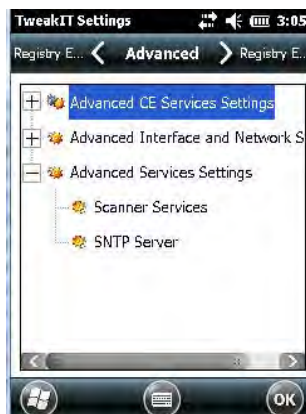 TweakIT Settings 3:05
Registry E... Advanced Registry E..
Advanced CE Services Settings
Advanced Interface and Network S
Advanced Services Settings
Scanner Services
SNTP Server
OK